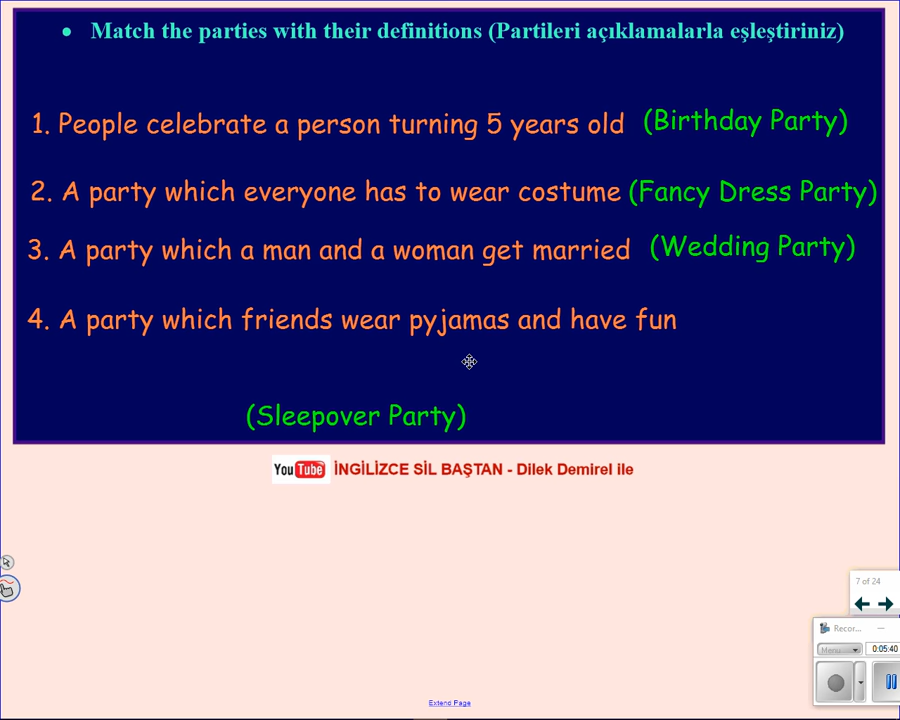 Match the parties with their definitions (Partileri açıklamalarla eşleştiriniz)
1. People celebrate a person turning 5 years old (Birthday Party)
2. A party which everyone has to wear costume (Fancy Dress Party)
3. A party which a man and a woman get married (Wedding Party)
4. A party which friends wear pyjamas and have fun
(Sleepover Party)
YouTube İNGİLİZCE SİL BAŞTAN - Dilek Demirel ile
7 of 24
Recor...
Menu
0:05:40
Extend Page